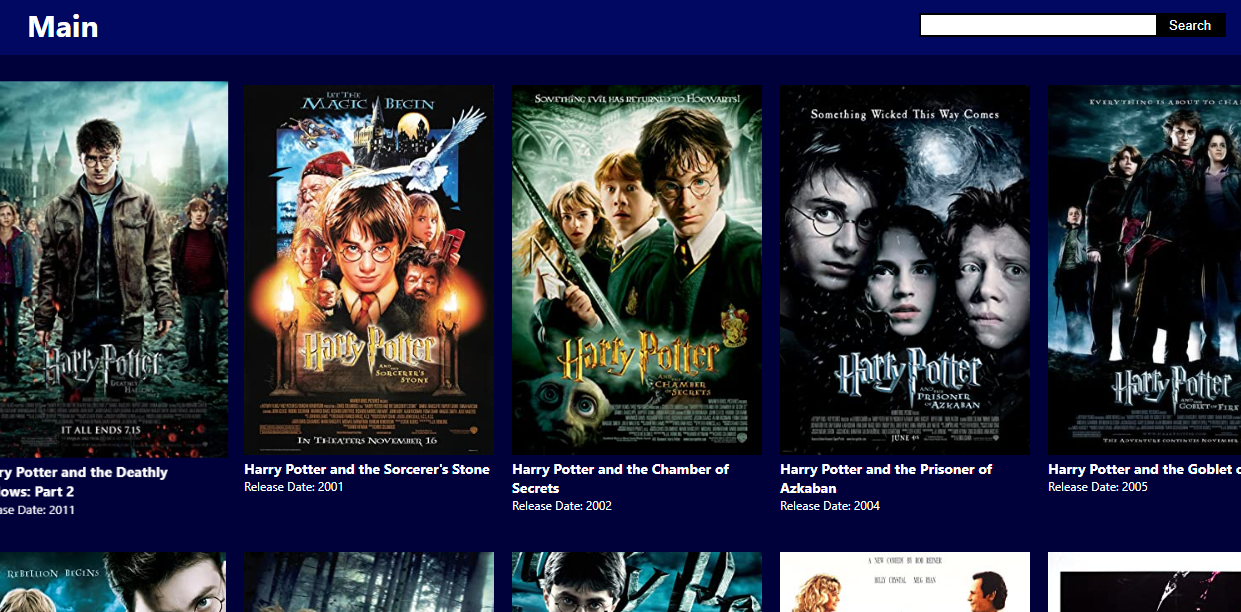 Main
Search
LET THE
MAGIC BEGIN
SOMETHING EVIL HAS RETURNED TO HOGWARTS!
Something Wicked This Way Comes
EVERYTHING IS ABOUT TO CHA
Harry Potter
DEATHLY
IT ALL ENDS 7.15
Harry Potter
AND THE
SORCERER'S
STONE
IN THEATERS NOVEMBER 16
Harry Potter
AND THE
CHAMBER
OF SECRETS
Harry Potter
AND THE
PRISONER
OF AZKABAN
JUNE 4
Harry Potter
AND THE
GOBLET OF FIRE
THE ADVENTURE CONTINUES NOVEMBER
ry Potter and the Deathly
lows: Part 2
ase Date: 2011
Harry Potter and the Sorcerer's Stone
Release Date: 2001
Harry Potter and the Chamber of
Secrets
Release Date: 2002
Harry Potter and the Prisoner of
Azkaban
Release Date: 2004
Harry Potter and the Goblet o
Release Date: 2005
REBELLION BEGINS
A NEW COMEDY BY ROB REINER
BILLY CRYSTAL MEG RYAN